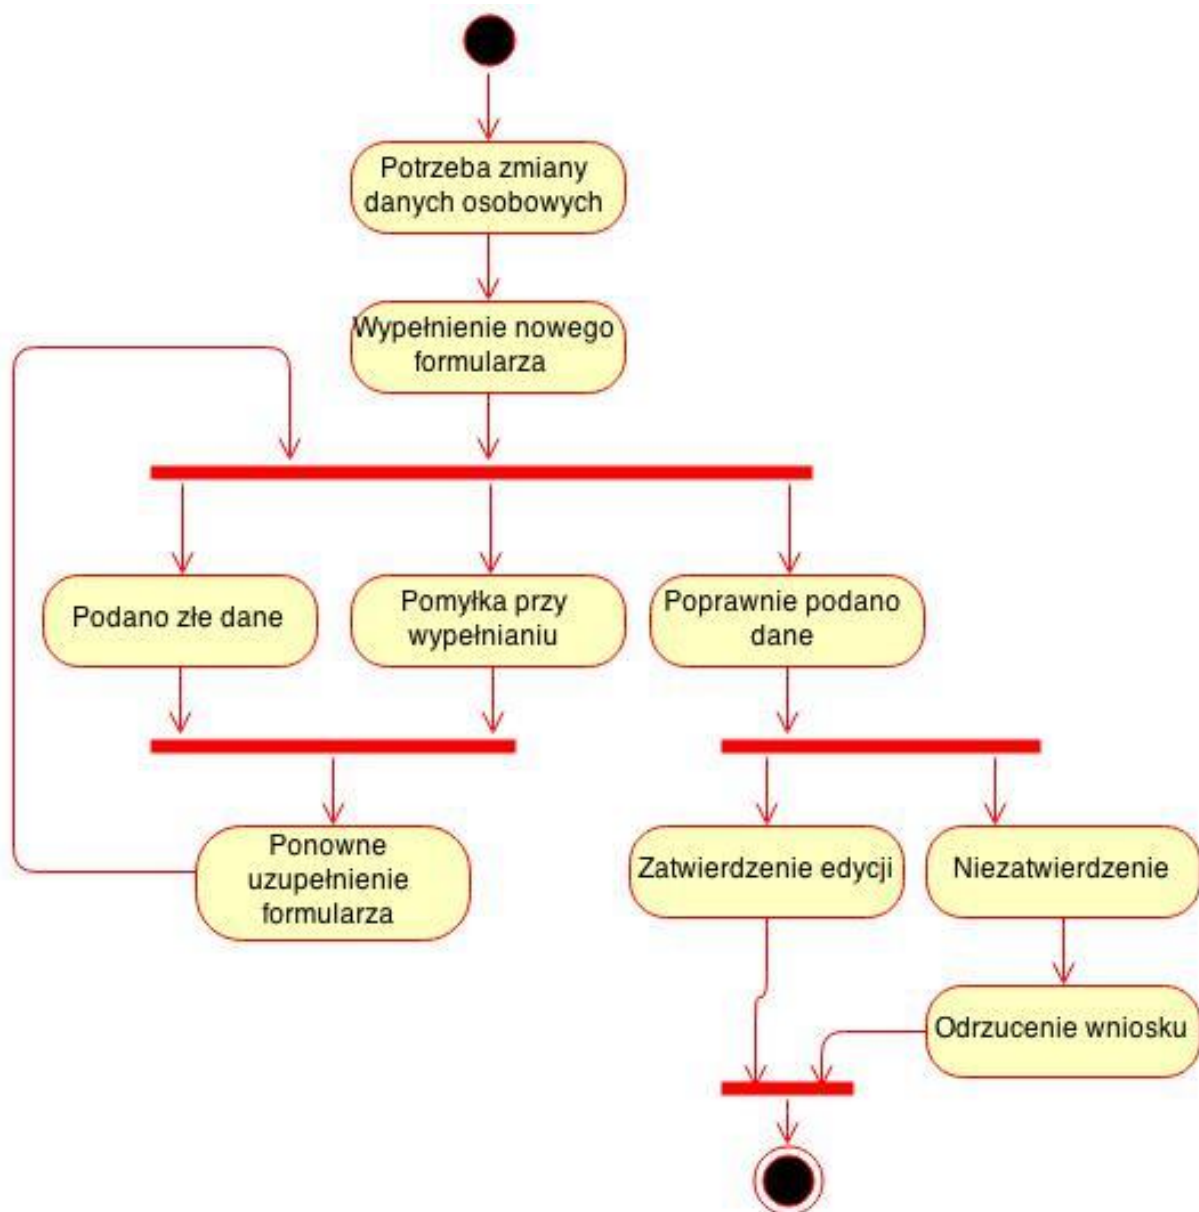 Potrzeba zmiany
danych osobowych
Wypełnienie nowego
formularza
Podano złe dane
Pomyłka przy
wypełnianiu
Poprawnie podano
dane
Ponowne
uzupełnienie
formularza
Zatwierdzenie edycji
Niezatwierdzenie
Odrzucenie wniosku